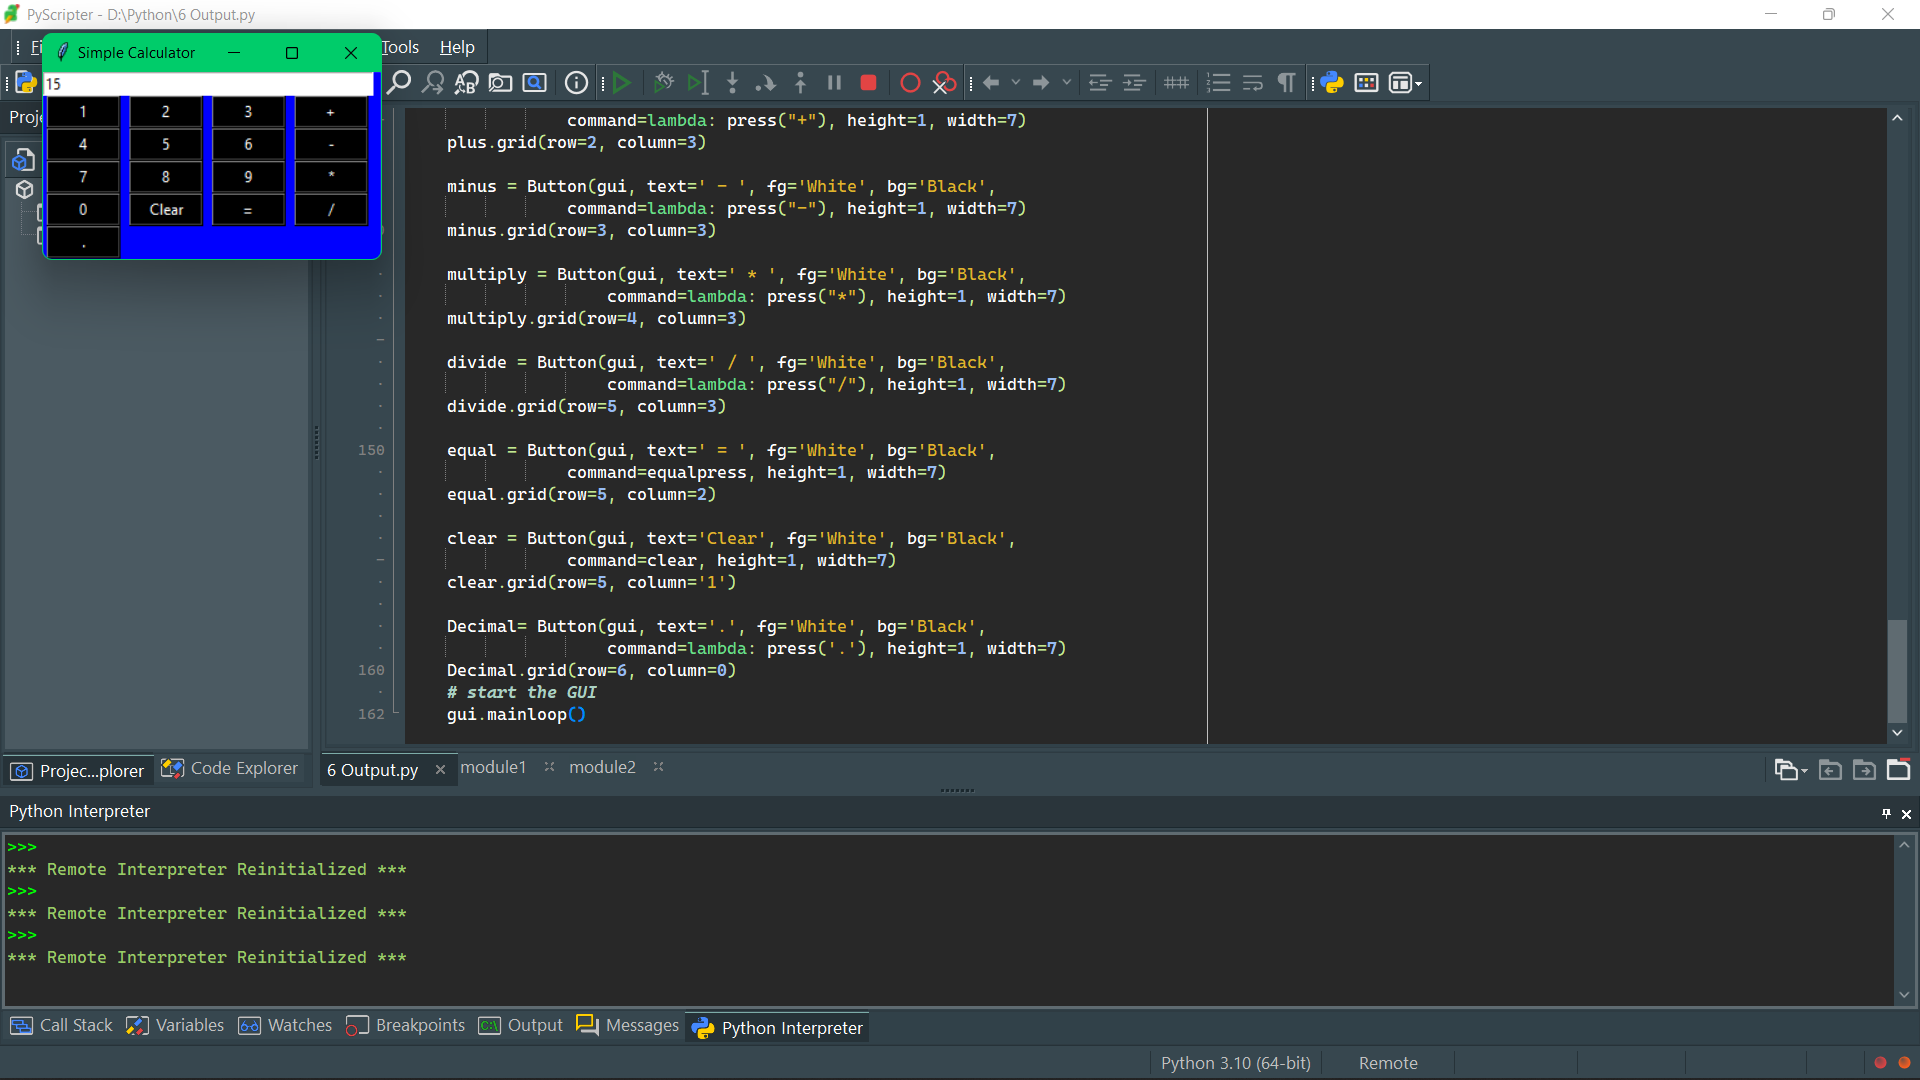 PyScripter - D:\Python\6 Output.py
Tools Help
Simple Calculator
15
1 2 3 +
4 5 6 -
7 8 9 *
0 Clear = /
.
command=lambda: press("+"), height=1, width=7)
plus.grid(row=2, column=3)
minus = Button(gui, text=' - ', fg='White', bg='Black',
command=lambda: press("-"), height=1, width=7)
minus.grid(row=3, column=3)
multiply = Button(gui, text=' * ', fg='White', bg='Black',
command=lambda: press("*"), height=1, width=7)
multiply.grid(row=4, column=3)
divide = Button(gui, text=' / ', fg='White', bg='Black',
command=lambda: press("/"), height=1, width=7)
divide.grid(row=5, column=3)
150 equal = Button(gui, text=' = ', fg='White', bg='Black',
command=equalpress, height=1, width=7)
equal.grid(row=5, column=2)
clear = Button(gui, text='Clear', fg='White', bg='Black',
command=clear, height=1, width=7)
clear.grid(row=5, column='1')
Decimal= Button(gui, text='.', fg='White', bg='Black',
command=lambda: press('.'), height=1, width=7)
160 Decimal.grid(row=6, column=0)
# start the GUI
162 gui.mainloop()
Projec...plorer Code Explorer 6 Output.py module1 module2
Python Interpreter
>>>
*** Remote Interpreter Reinitialized ***
>>>
*** Remote Interpreter Reinitialized ***
>>>
*** Remote Interpreter Reinitialized ***
Call Stack Variables Watches Breakpoints Output Messages Python Interpreter
Python 3.10 (64-bit) Remote